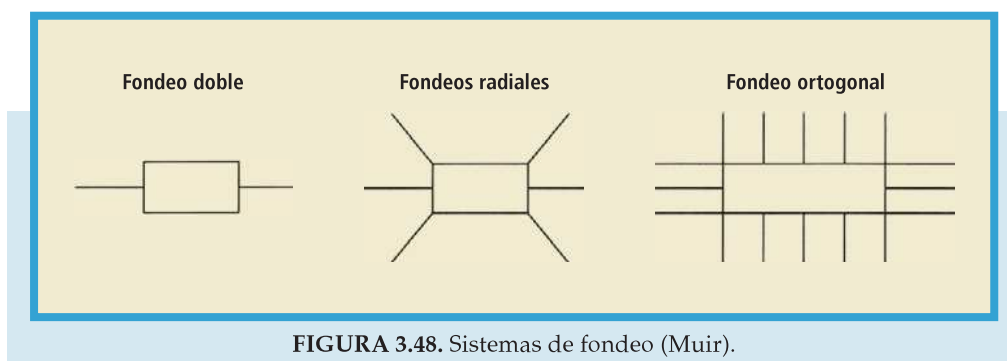 Fondeo doble
Fondeos radiales
Fondeo ortogonal
FIGURA 3.48. Sistemas de fondeo (Muir).